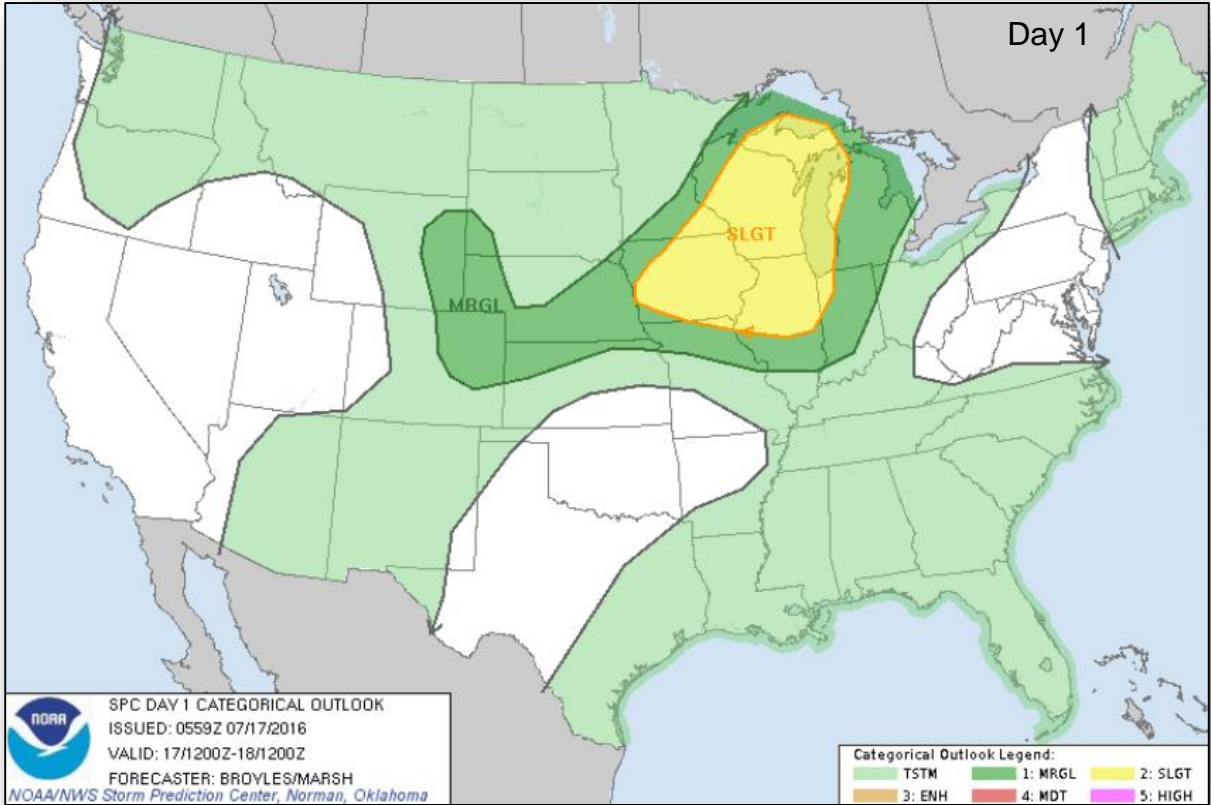 Day 1
SLGT
MRGL
NOAA
SPC DAY 1 CATEGORICAL OUTLOOK
ISSUED: 0559Z 07/17/2016
VALID: 17/1200Z-18/1200Z
FORECASTER: BROYLES/MARSH
NOAA/NWS Storm Prediction Center, Norman, Oklahoma
Categorical Outlook Legend:
TSTM 1: MRGL 2: SLGT
3: ENH 4: MDT 5: HIGH